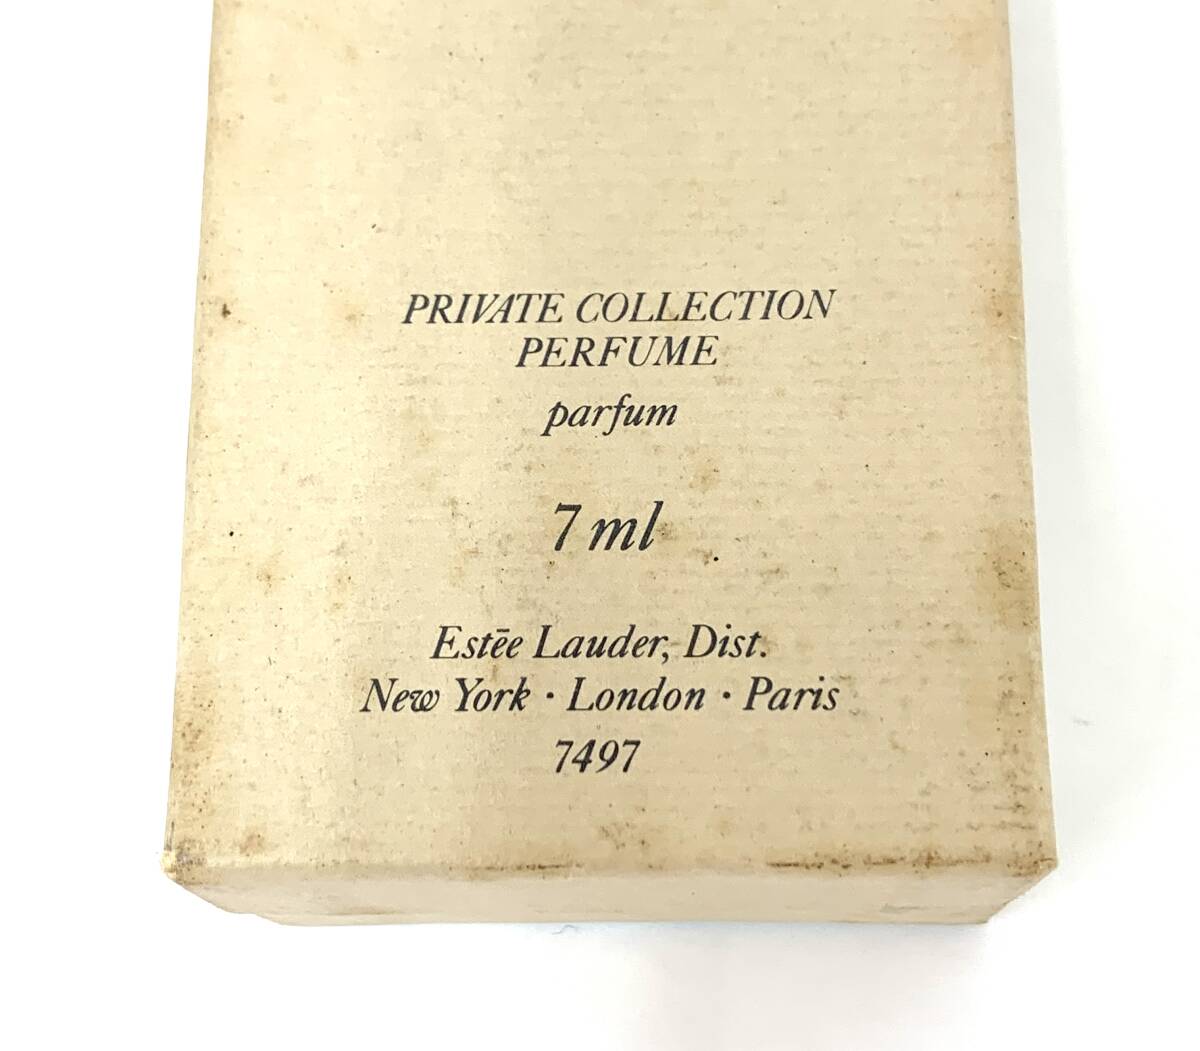 PRIVATE COLLECTION
PERFUME
parfum
7 ml
Estēe Lauder, Dist.
New York · London · Paris
7497